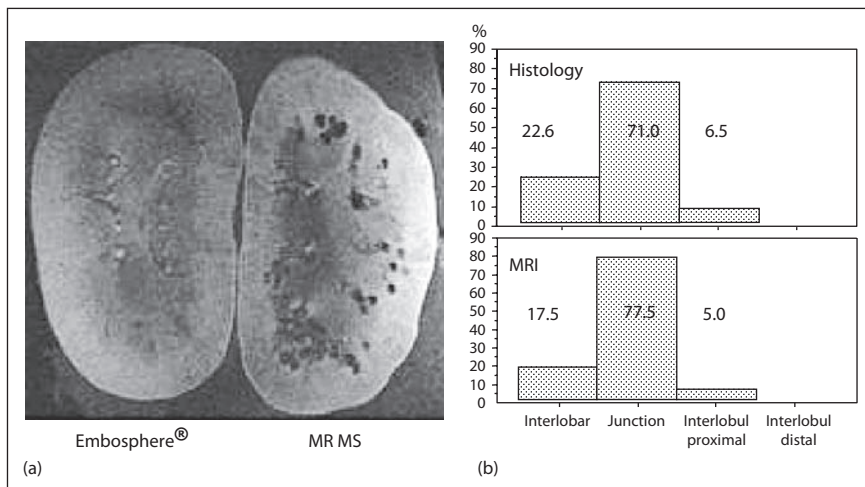 Embosphere® MR MS
(a)
%
90
80
70
60
50
40
30
20
10
0
Histology
22.6 71.0 6.5
90
80
70
60
50
40
30
20
10
0
MRI
17.5 77.5 5.0
Interlobar Junction Interlobul proximal Interlobul distal
(b)